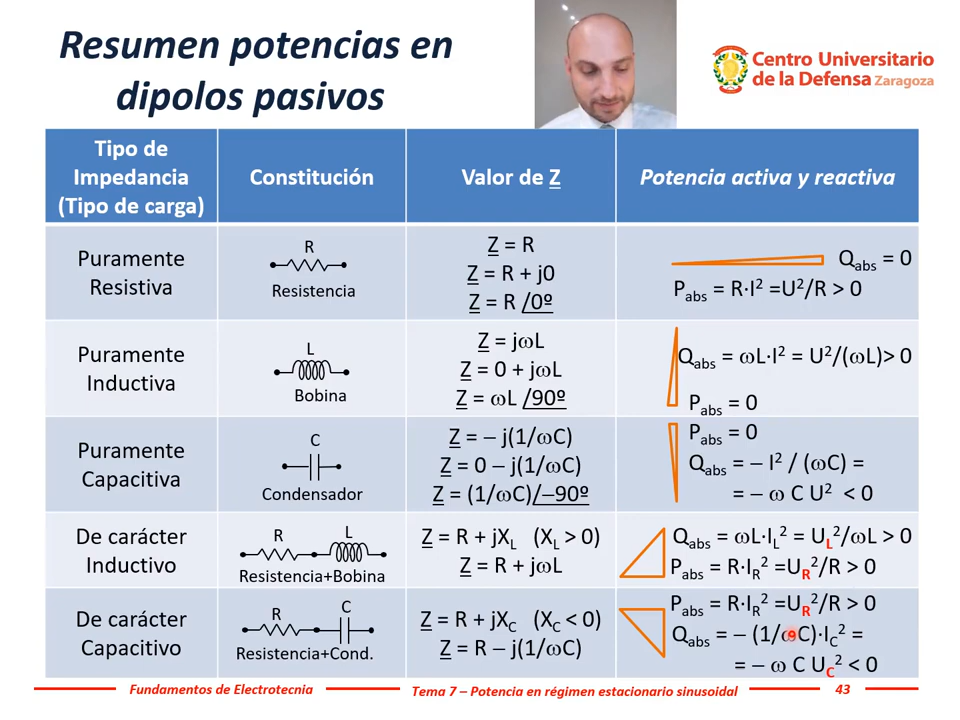 Resumen potencias en
dipolos pasivos
Centro Universitario
de la Defensa Zaragoza
Tipo de
Impedancia
(Tipo de carga)
Constitución
Valor de Z
Potencia activa y reactiva
Puramente
Resistiva
R
Resistencia
Z = R
Z = R + j0
Z = R /0º
Qabs = 0
Pabs = R·I² =U²/R > 0
Puramente
Inductiva
L
Bobina
Z = jωL
Z = 0 + jωL
Z = ωL /90º
Qabs = ωL·I² = U²/(ωL)> 0
Pabs = 0
Puramente
Capacitiva
C
Condensador
Z = – j(1/ωC)
Z = 0 – j(1/ωC)
Z = (1/ωC)/–90º
Pabs = 0
Qabs = – I² / (ωC) =
= – ω C U² < 0
De carácter
Inductivo
R L
Resistencia+Bobina
Z = R + jXL (XL > 0)
Z = R + jωL
Qabs = ωL·IL² = UL²/ωL > 0
Pabs = R·IR² =UR²/R > 0
De carácter
Capacitivo
R C
Resistencia+Cond.
Z = R + jXC (XC < 0)
Z = R – j(1/ωC)
Pabs = R·IR² =UR²/R > 0
Qabs = – (1/ωC)·IC² =
= – ω C UC² < 0
Fundamentos de Electrotecnia
Tema 7 – Potencia en régimen estacionario sinusoidal
43